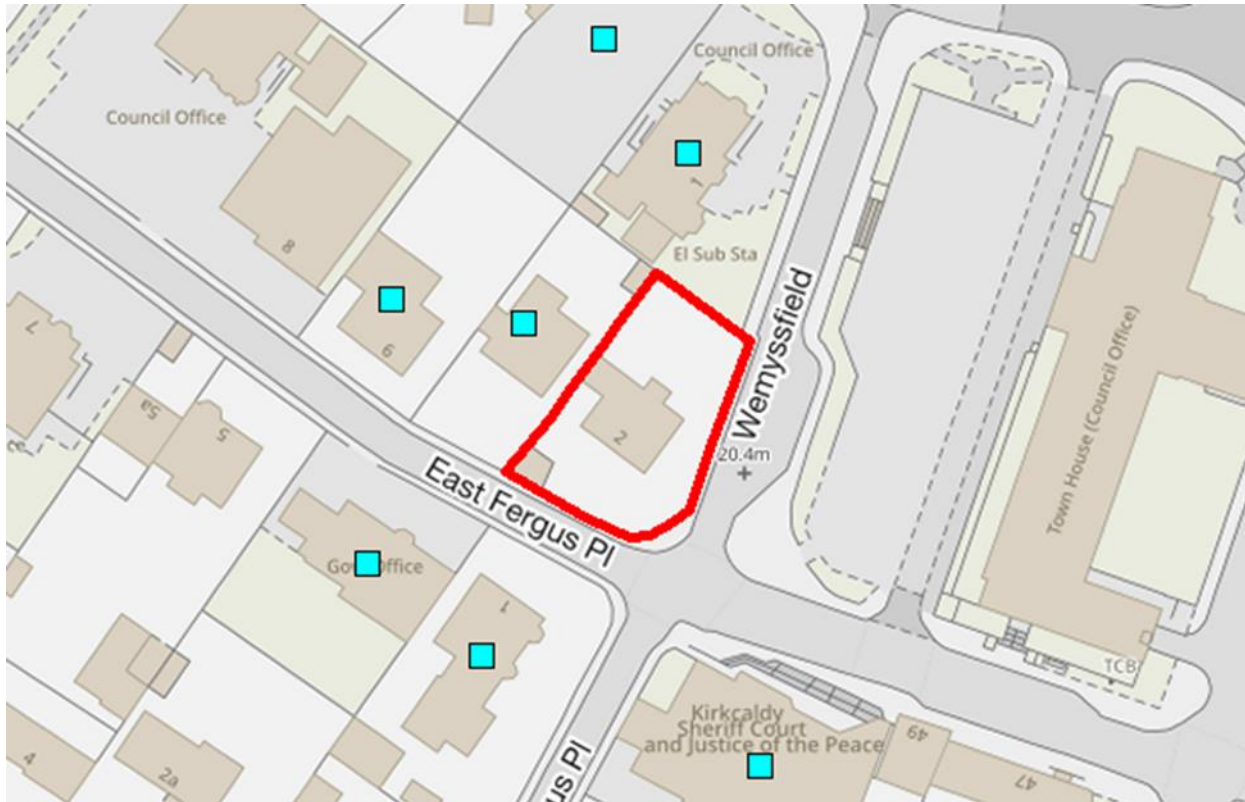 Council Office
Council Office
1
El Sub Sta
8
6
7
5a
5
2
Wemyssfield
20.4m
East Fergus Pl
Town House (Council Office)
TCB
1
Kirkcaldy
Sheriff Court
and Justice of the Peace
49
47
4
2a
us Pl